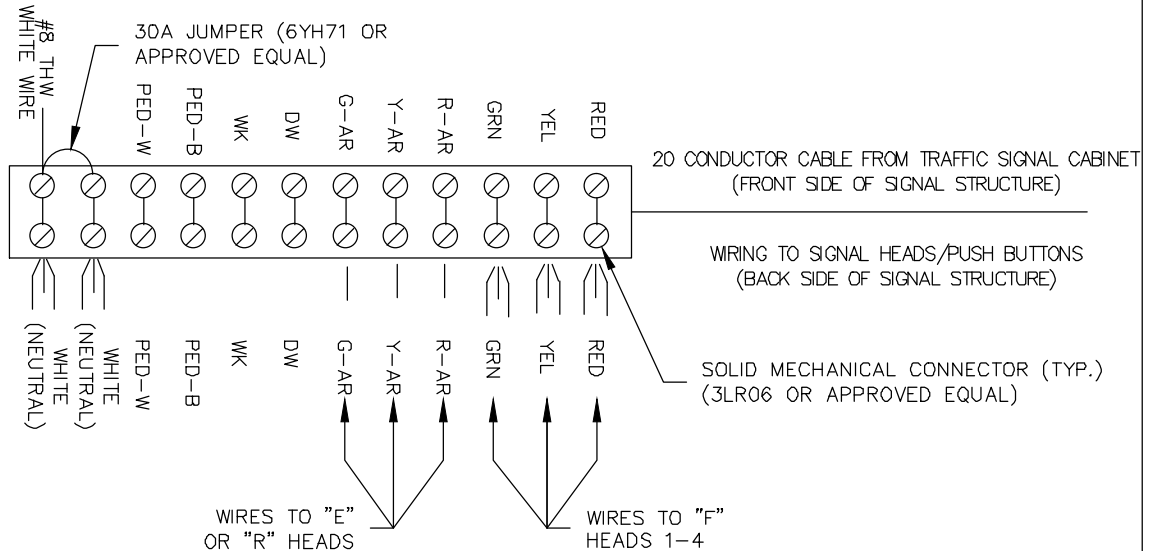 #8 THW
WHITE WIRE
30A JUMPER (6YH71 OR
APPROVED EQUAL)
PED-W
PED-B
WK
DW
G-AR
Y-AR
R-AR
GRN
YEL
RED
20 CONDUCTOR CABLE FROM TRAFFIC SIGNAL CABINET
(FRONT SIDE OF SIGNAL STRUCTURE)
WIRING TO SIGNAL HEADS/PUSH BUTTONS
(BACK SIDE OF SIGNAL STRUCTURE)
WHITE
(NEUTRAL)
WHITE
(NEUTRAL)
PED-W
PED-B
WK
DW
G-AR
Y-AR
R-AR
GRN
YEL
RED
SOLID MECHANICAL CONNECTOR (TYP.)
(3LR06 OR APPROVED EQUAL)
WIRES TO "E"
OR "R" HEADS
WIRES TO "F"
HEADS 1-4